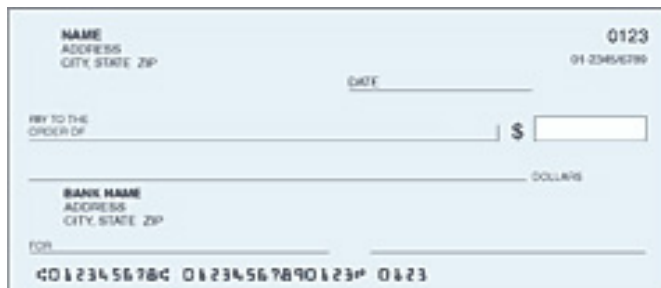 NAME 0123
ADDRESS 01-2345/6789
CITY, STATE ZIP
DATE
PAY TO THE
ORDER OF $
DOLLARS
BANK NAME
ADDRESS
CITY, STATE ZIP
FOR
⑆012345678⑆ 01234567890123⑈ 0123